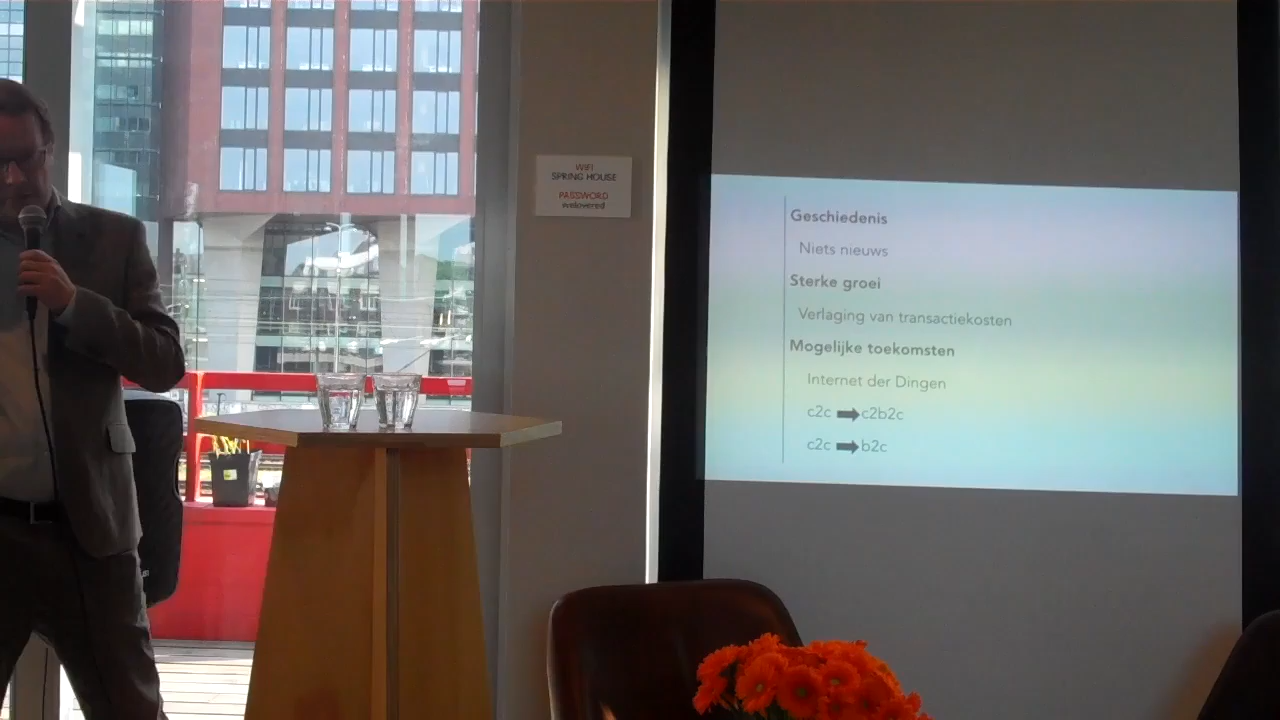 WiFi
SPRING HOUSE
PASSWORD
Geschiedenis
Niets nieuws
Sterke groei
Verlaging van transactiekosten
Mogelijke toekomsten
Internet der Dingen
c2c ➡ c2b2c
c2c ➡ b2c